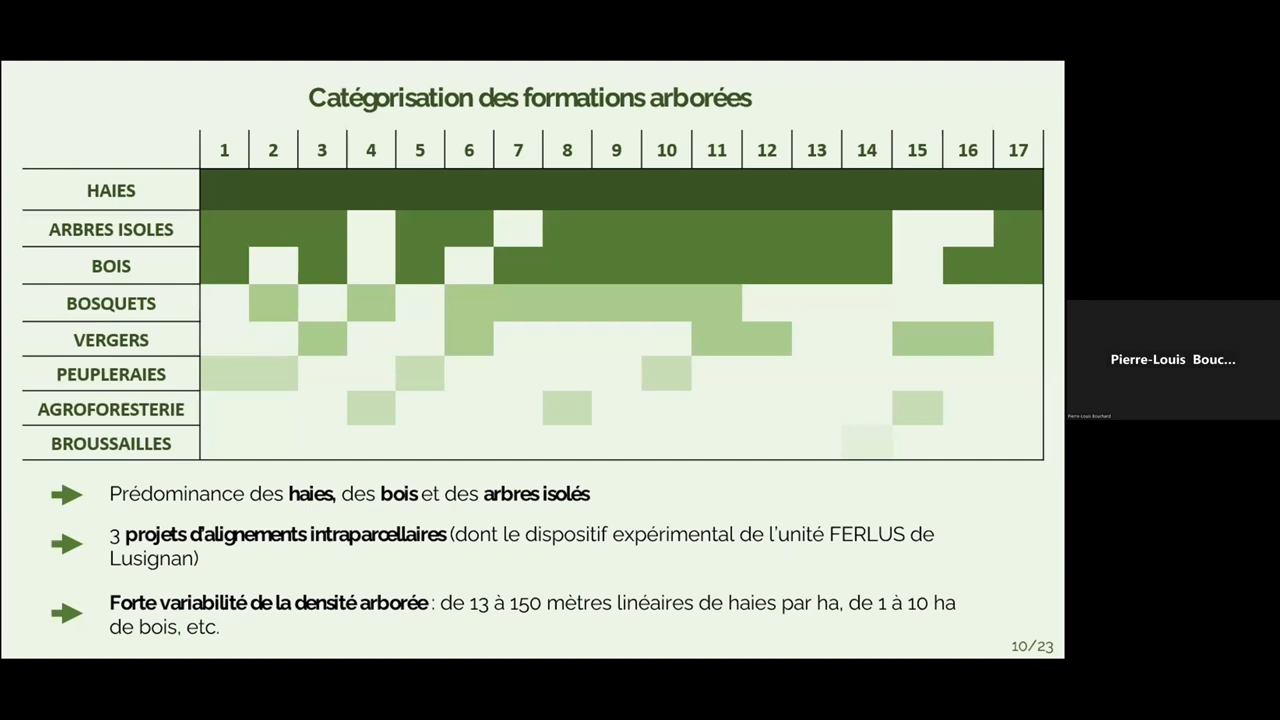 Catégorisation des formations arborées
1 2 3 4 5 6 7 8 9 10 11 12 13 14 15 16 17
HAIES
ARBRES ISOLES
BOIS
BOSQUETS
VERGERS
PEUPLERAIES
AGROFORESTERIE
BROUSSAILLES
Prédominance des haies, des bois et des arbres isolés
3 projets d'alignements intraparcellaires (dont le dispositif expérimental de l'unité FERLUS de
Lusignan)
Forte variabilité de la densité arborée : de 13 à 150 mètres linéaires de haies par ha, de 1 à 10 ha
de bois, etc.
10/23
Pierre-Louis Bouc...
Pierre-Louis Bouchard